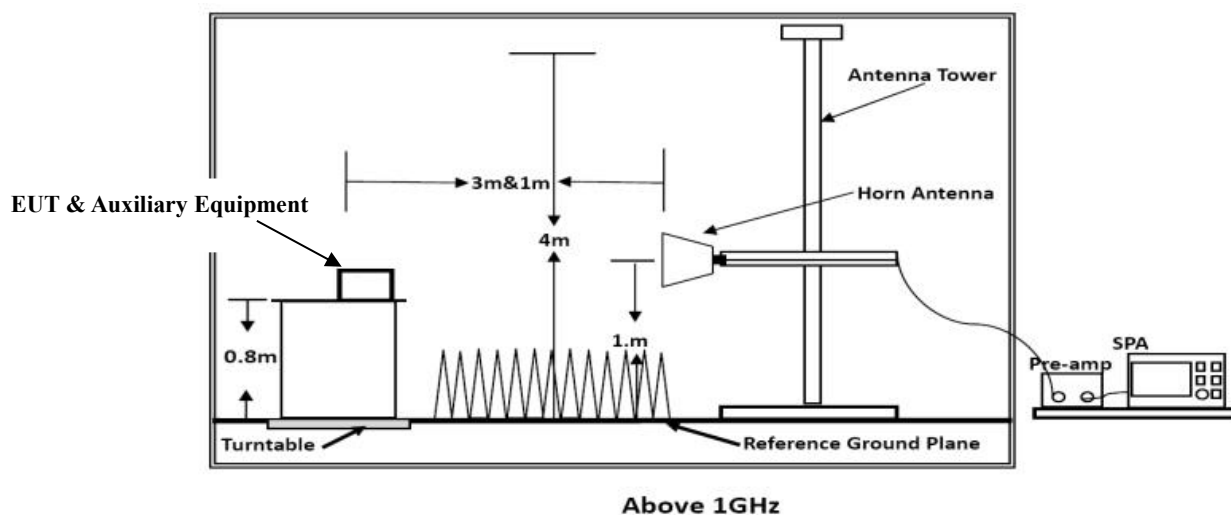 Antenna Tower
3m&1m
EUT & Auxiliary Equipment
Horn Antenna
4m
1.m
0.8m
SPA
Pre-amp
Turntable
Reference Ground Plane
Above 1GHz